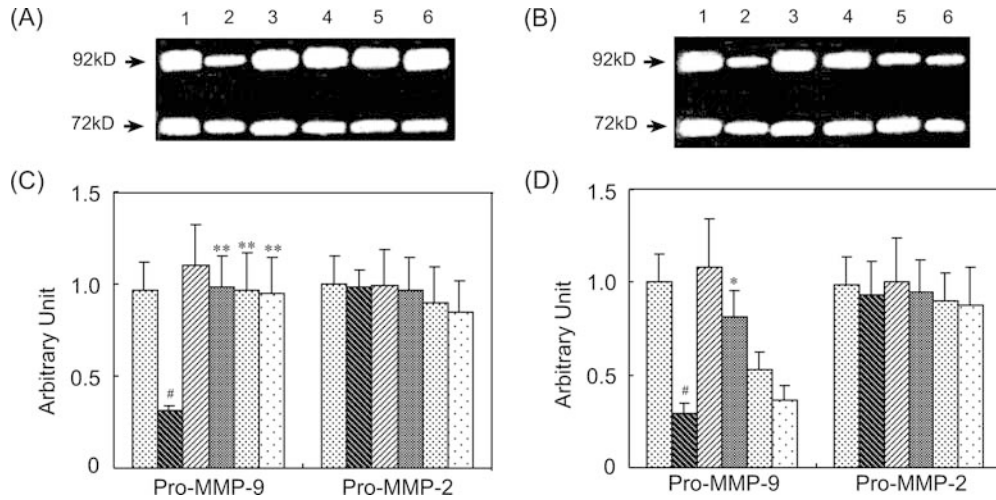 (A)
1 2 3 4 5 6
92kD
72kD
(B)
1 2 3 4 5 6
92kD
72kD
(C)
1.5
1.0
0.5
0
Arbitrary Unit
#
** ** **
Pro-MMP-9 Pro-MMP-2
(D)
1.5
1.0
0.5
0
Arbitrary Unit
#
*
Pro-MMP-9 Pro-MMP-2